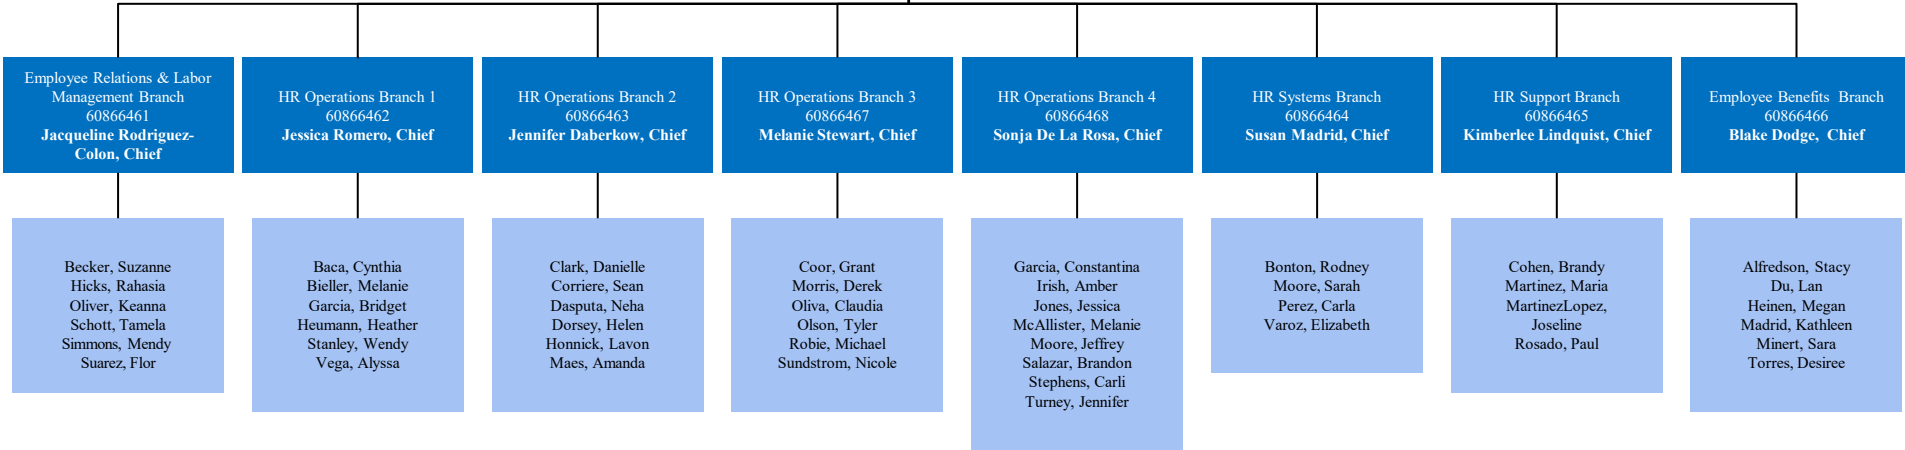 Employee Relations & Labor
Management Branch
60866461
Jacqueline Rodriguez-
Colon, Chief
HR Operations Branch 1
60866462
Jessica Romero, Chief
HR Operations Branch 2
60866463
Jennifer Daberkow, Chief
HR Operations Branch 3
60866467
Melanie Stewart, Chief
HR Operations Branch 4
60866468
Sonja De La Rosa, Chief
HR Systems Branch
60866464
Susan Madrid, Chief
HR Support Branch
60866465
Kimberlee Lindquist, Chief
Employee Benefits Branch
60866466
Blake Dodge, Chief
Becker, Suzanne
Hicks, Rahasia
Oliver, Keanna
Schott, Tamela
Simmons, Mendy
Suarez, Flor
Baca, Cynthia
Bieller, Melanie
Garcia, Bridget
Heumann, Heather
Stanley, Wendy
Vega, Alyssa
Clark, Danielle
Corriere, Sean
Dasputa, Neha
Dorsey, Helen
Honnick, Lavon
Maes, Amanda
Coor, Grant
Morris, Derek
Oliva, Claudia
Olson, Tyler
Robie, Michael
Sundstrom, Nicole
Garcia, Constantina
Irish, Amber
Jones, Jessica
McAllister, Melanie
Moore, Jeffrey
Salazar, Brandon
Stephens, Carli
Turney, Jennifer
Bonton, Rodney
Moore, Sarah
Perez, Carla
Varoz, Elizabeth
Cohen, Brandy
Martinez, Maria
MartinezLopez,
Joseline
Rosado, Paul
Alfredson, Stacy
Du, Lan
Heinen, Megan
Madrid, Kathleen
Minert, Sara
Torres, Desiree